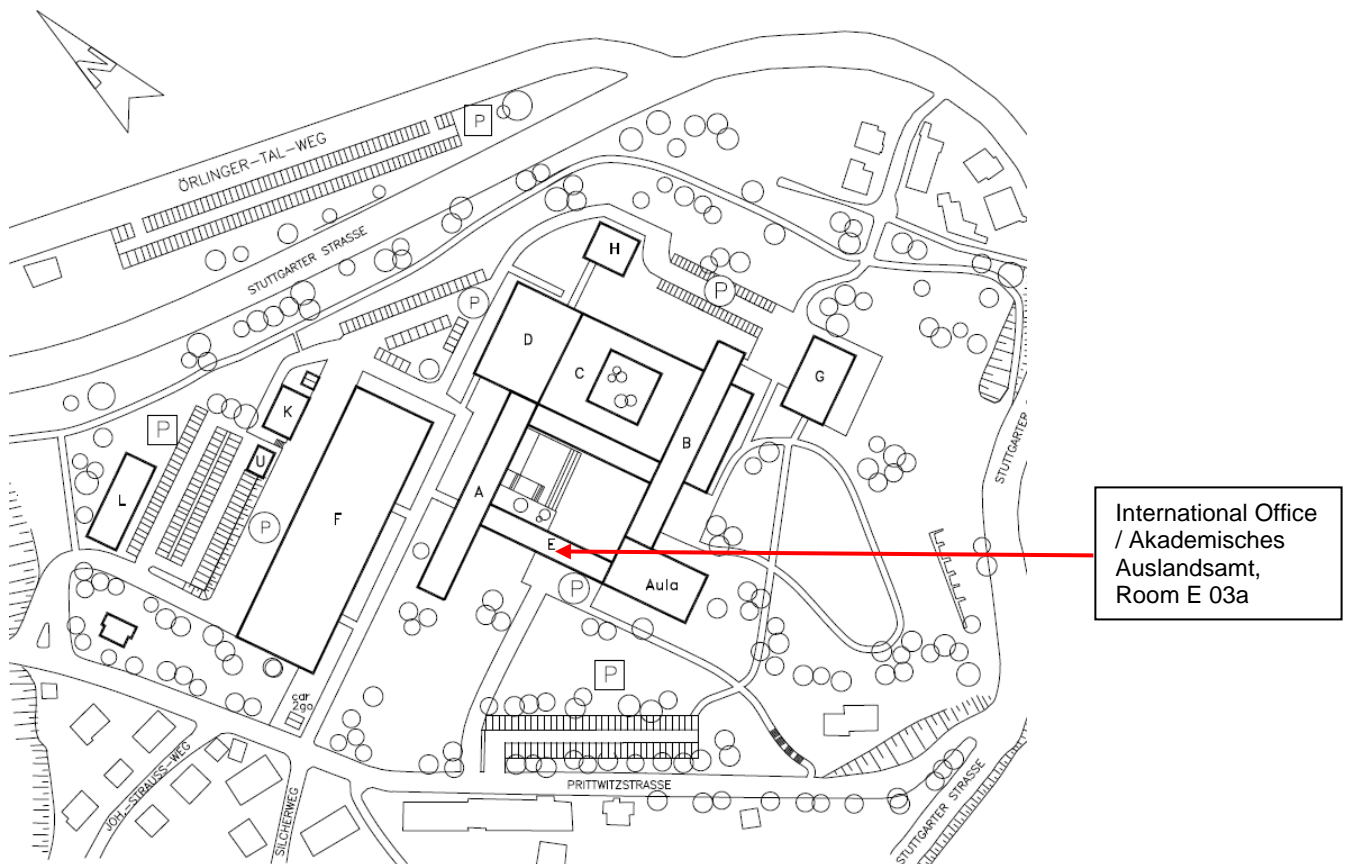 N
P
ÖRLINGER-TAL-WEG
STUTTGARTER STRASSE
H
P
P
D
C
G
K
P
B
U
L
A
F
P
E
International Office
/ Akademisches
Auslandsamt,
Room E 03a
STUTTGARTER
Aula
P
P
car
2go
PRITTWITZSTRASSE
JOH.-STRAUSS-WEG
SILCHERWEG
STUTTGARTER STRASSE